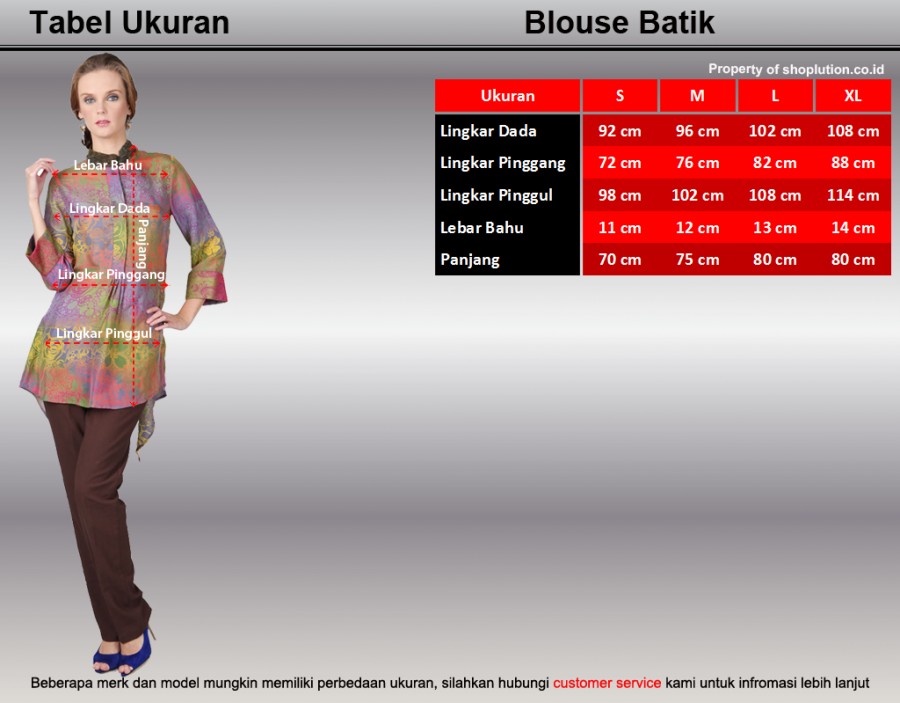 Tabel Ukuran
Blouse Batik
Property of shoplution.co.id
Ukuran S M L XL
Lingkar Dada 92 cm 96 cm 102 cm 108 cm
Lingkar Pinggang 72 cm 76 cm 82 cm 88 cm
Lingkar Pinggul 98 cm 102 cm 108 cm 114 cm
Lebar Bahu 11 cm 12 cm 13 cm 14 cm
Panjang 70 cm 75 cm 80 cm 80 cm
Lebar Bahu
Lingkar Dada
Panjang
Lingkar Pinggang
Lingkar Pinggul
Beberapa merk dan model mungkin memiliki perbedaan ukuran, silahkan hubungi customer service kami untuk infromasi lebih lanjut